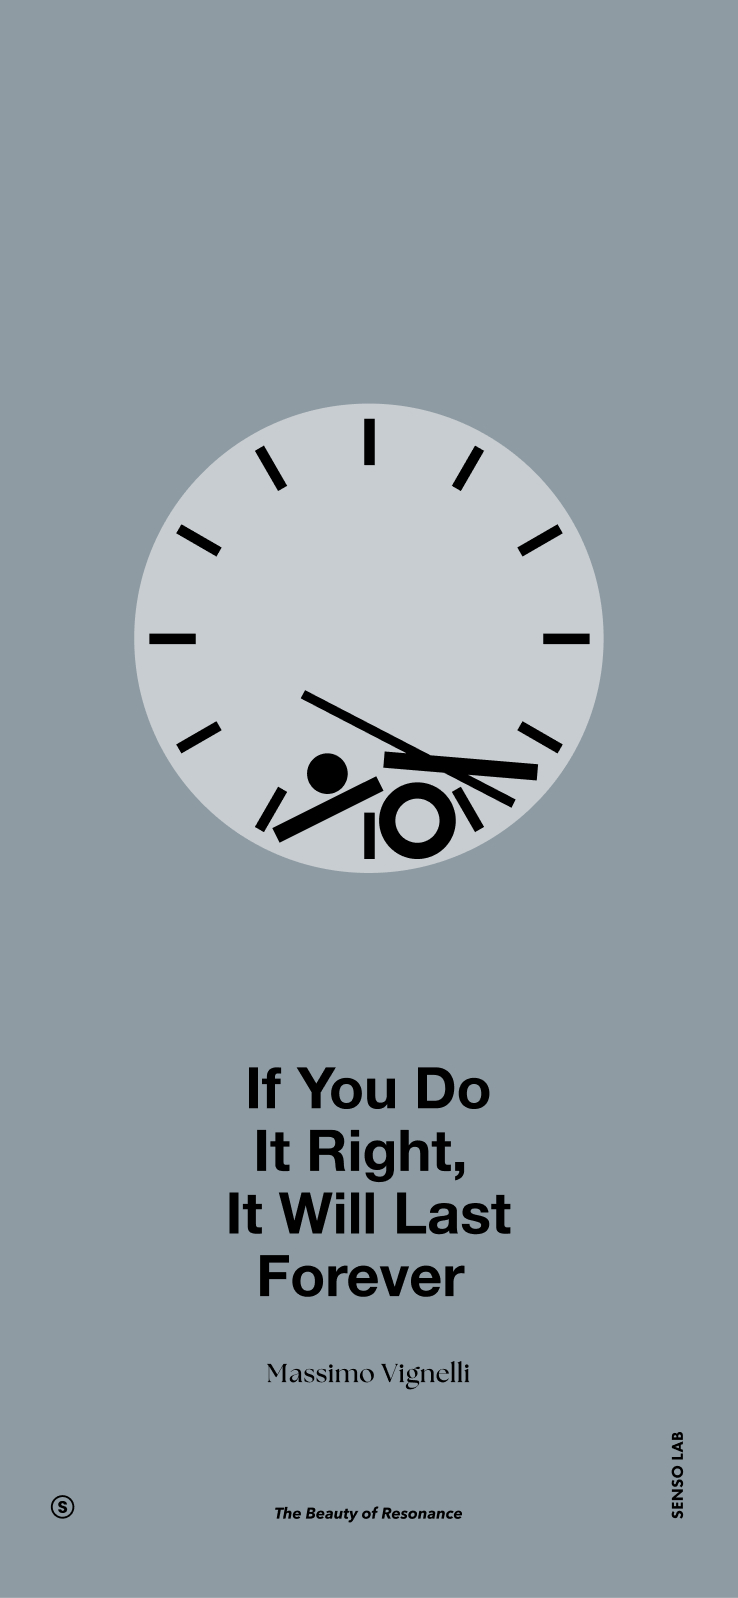 If You Do
It Right,
It Will Last
Forever
Massimo Vignelli
SENSO LAB
S
The Beauty of Resonance